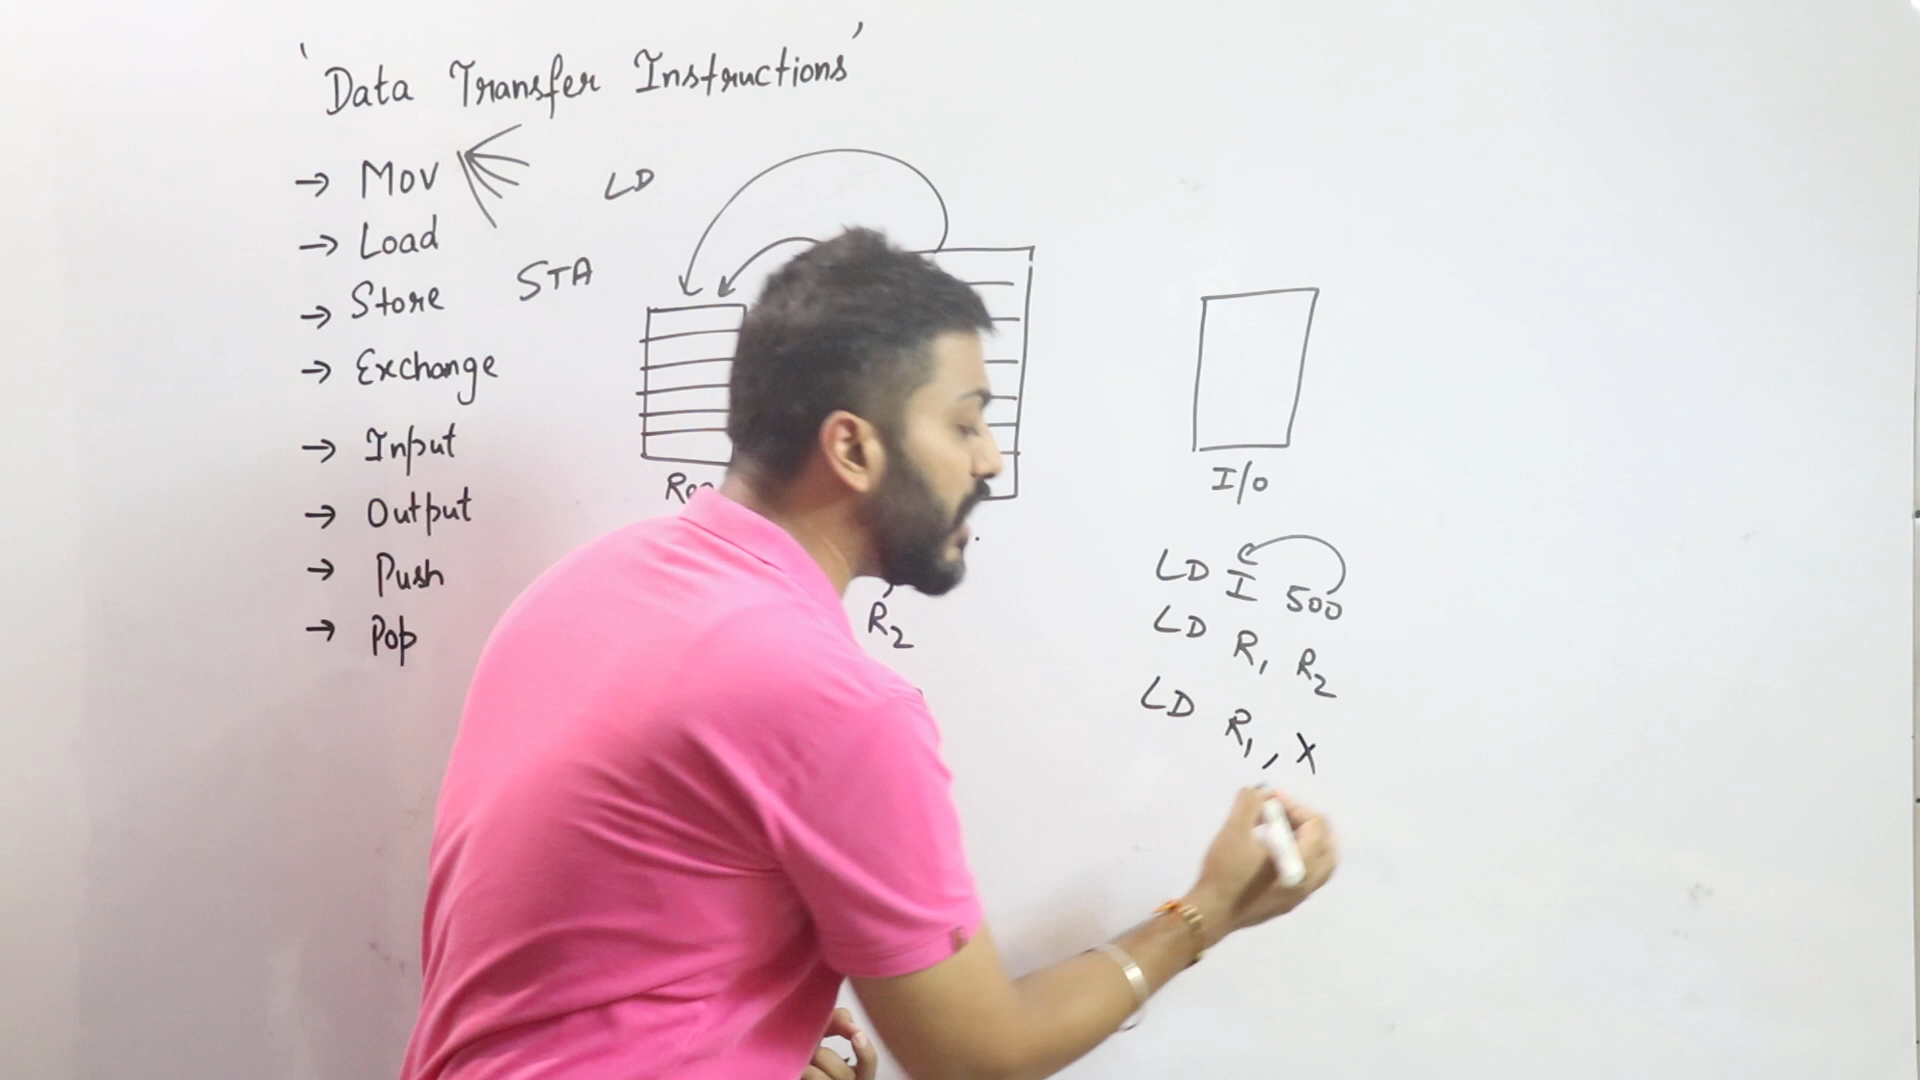 'Data Transfer Instructions'
→ Mov
LD
→ Load
→ Store
STA
→ Exchange
→ Input
→ Output
→ Push
→ Pop
I/O
R2
LD I 500
LD R1 R2
LD R1, X